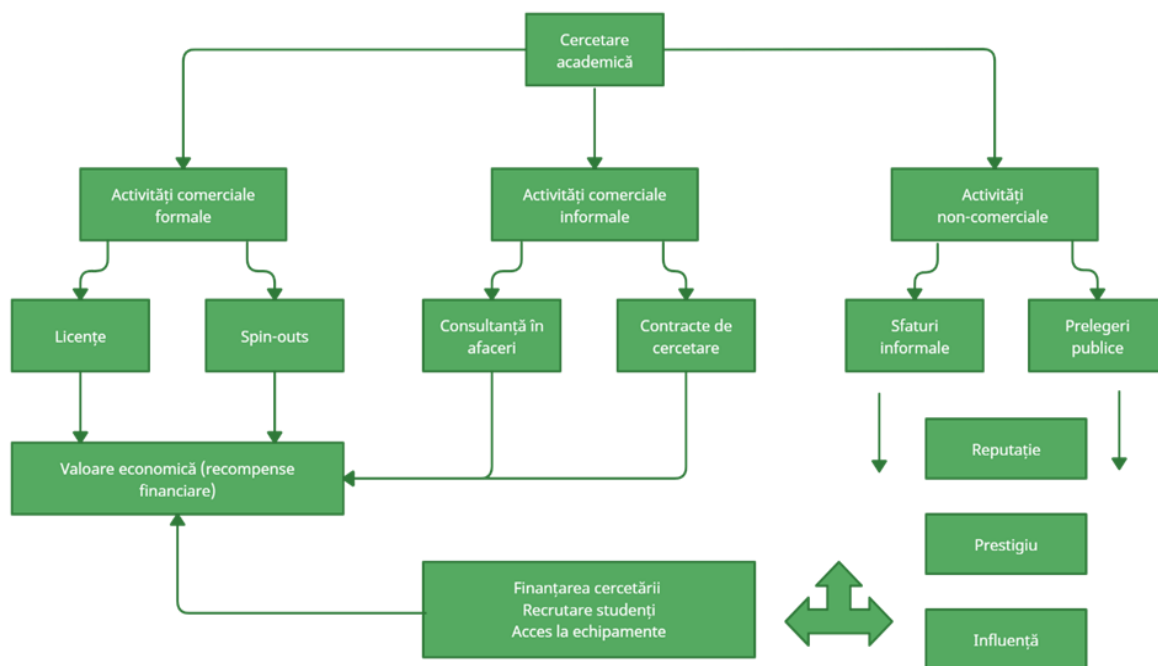 Cercetare
academică
Activități comerciale
formale
Activități comerciale
informale
Activități
non-comerciale
Licențe
Spin-outs
Consultanță în
afaceri
Contracte de
cercetare
Sfaturi
informale
Prelegeri
publice
Valoare economică (recompense
financiare)
Reputație
Prestigiu
Finanțarea cercetării
Recrutare studenți
Acces la echipamente
Influență